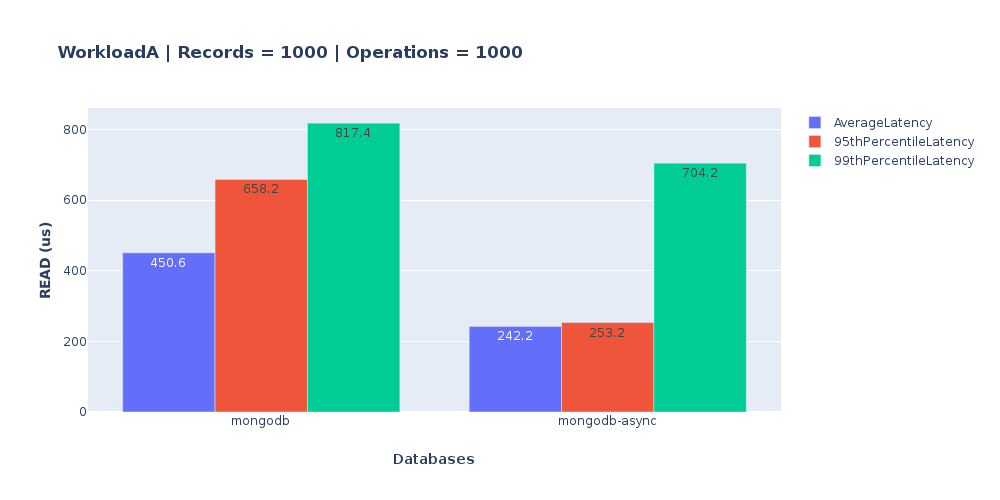 WorkloadA | Records = 1000 | Operations = 1000
READ (us)
800
600
400
200
0
450.6
658.2
817.4
242.2
253.2
704.2
mongodb
mongodb-async
Databases
AverageLatency
95thPercentileLatency
99thPercentileLatency